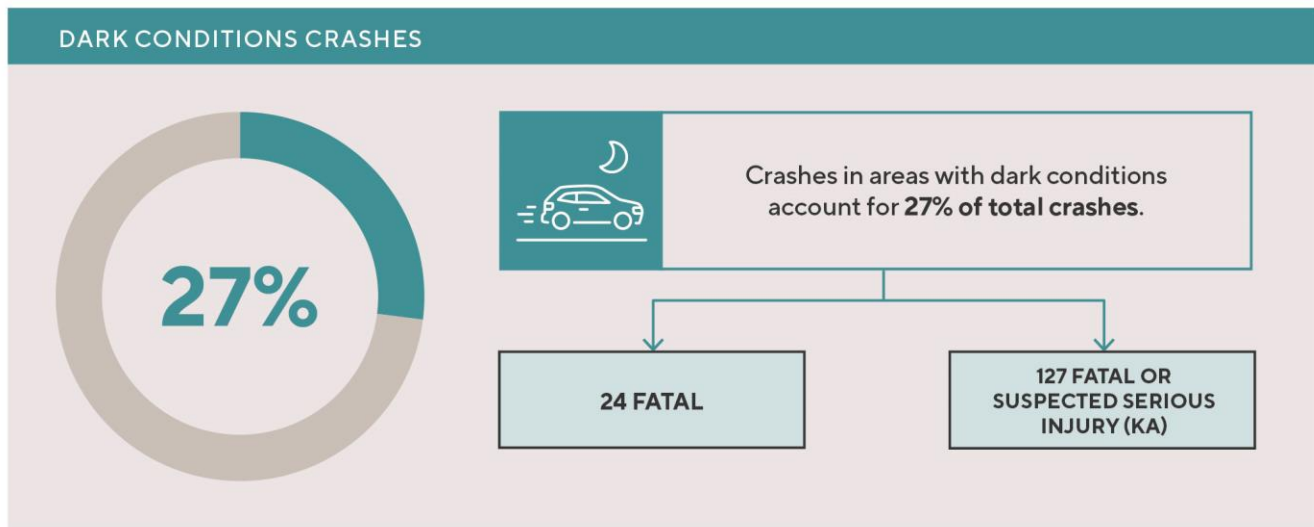 DARK CONDITIONS CRASHES
27%
Crashes in areas with dark conditions
account for 27% of total crashes.
24 FATAL
127 FATAL OR
SUSPECTED SERIOUS
INJURY (KA)